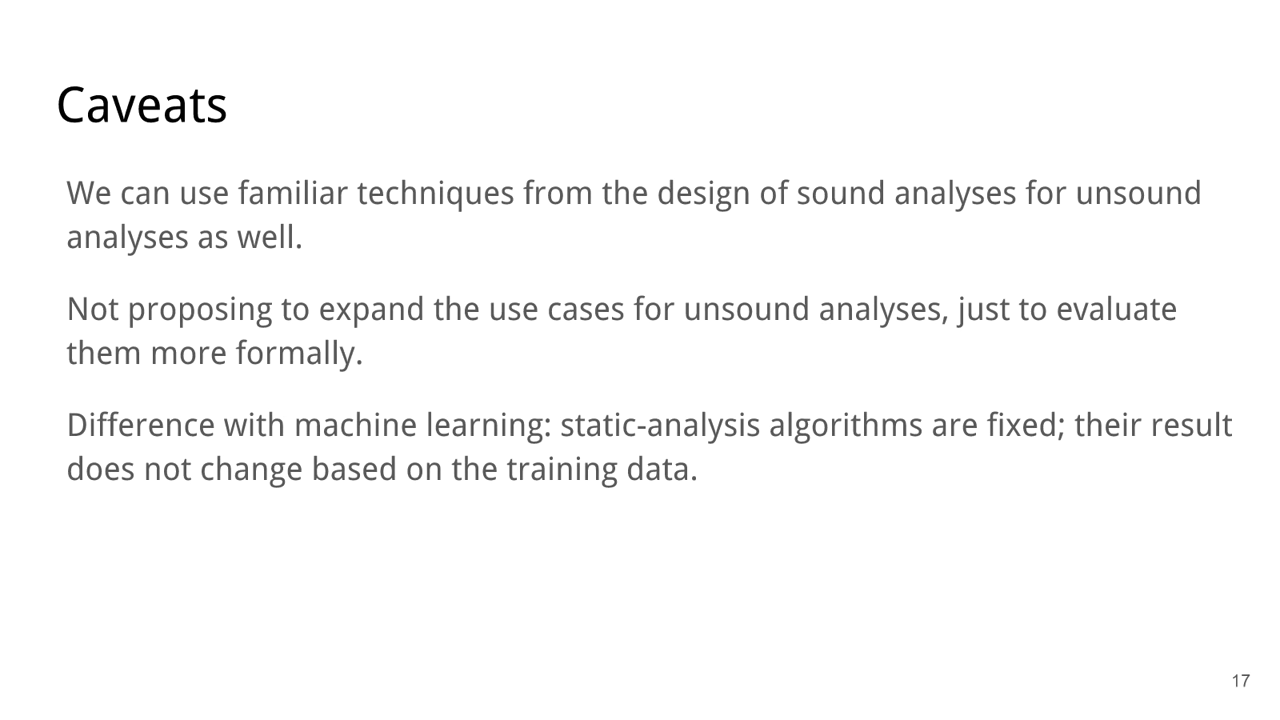 Caveats
We can use familiar techniques from the design of sound analyses for unsound
analyses as well.
Not proposing to expand the use cases for unsound analyses, just to evaluate
them more formally.
Difference with machine learning: static-analysis algorithms are fixed; their result
does not change based on the training data.
17